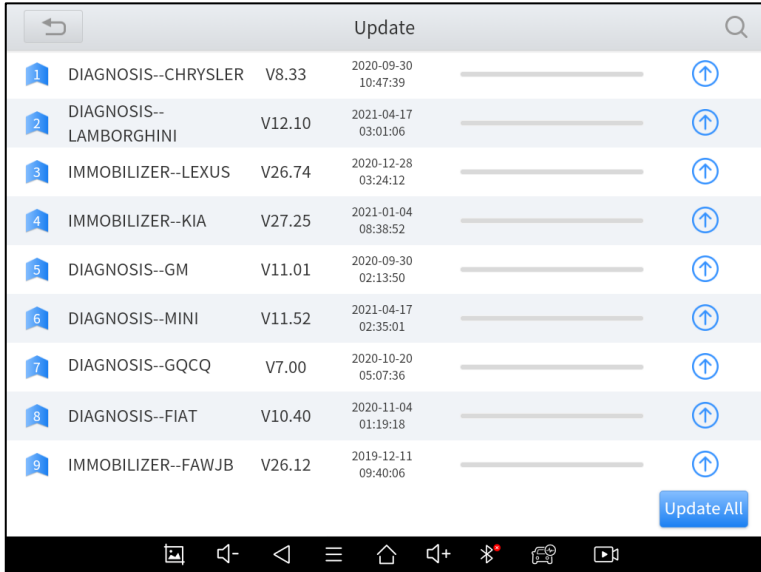 Update
1 DIAGNOSIS--CHRYSLER V8.33 2020-09-30
10:47:39
2 DIAGNOSIS--
LAMBORGHINI V12.10 2021-04-17
03:01:06
3 IMMOBILIZER--LEXUS V26.74 2020-12-28
03:24:12
4 IMMOBILIZER--KIA V27.25 2021-01-04
08:38:52
5 DIAGNOSIS--GM V11.01 2020-09-30
02:13:50
6 DIAGNOSIS--MINI V11.52 2021-04-17
02:35:01
7 DIAGNOSIS--GQCQ V7.00 2020-10-20
05:07:36
8 DIAGNOSIS--FIAT V10.40 2020-11-04
01:19:18
9 IMMOBILIZER--FAWJB V26.12 2019-12-11
09:40:06
Update All